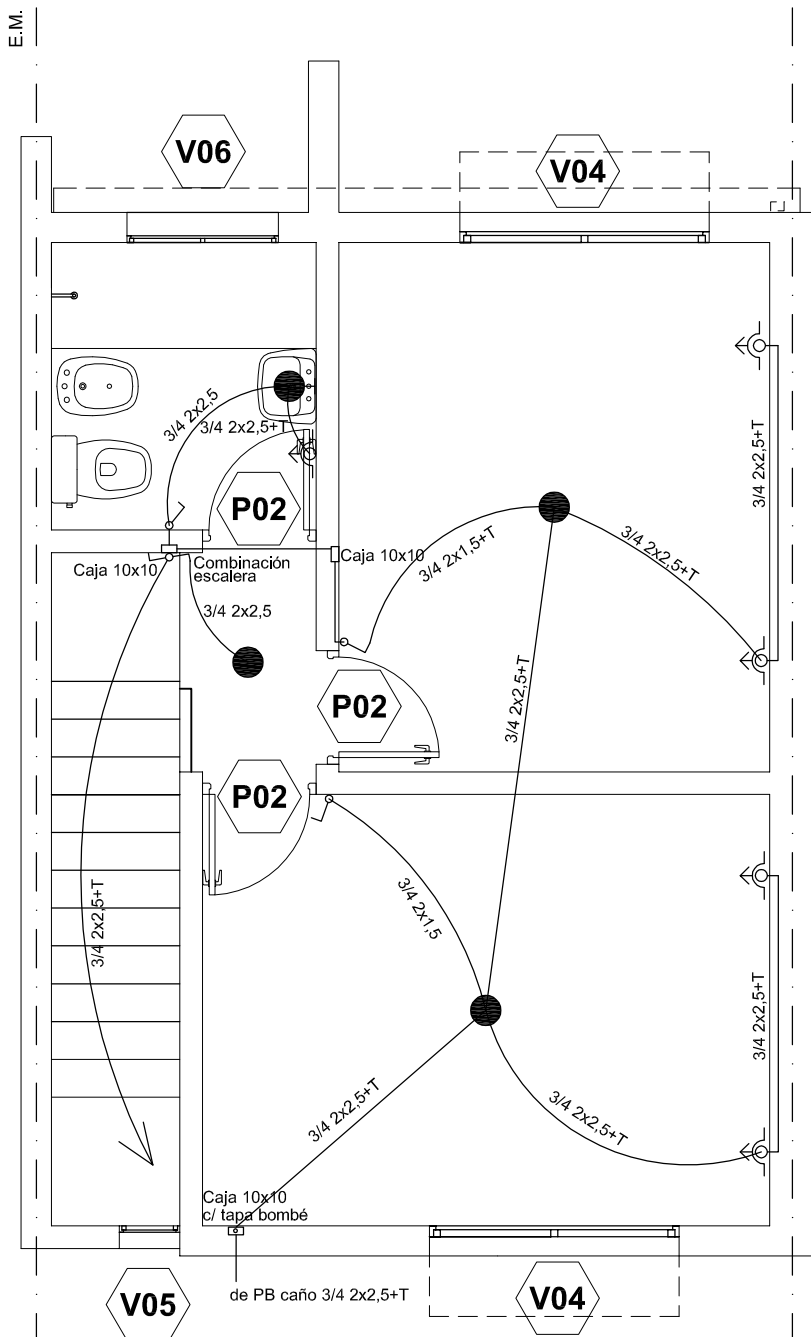 E.M.
V06
V04
3/4 2x2,5
3/4 2x2,5+T
P02
3/4 2x2,5+T
Caja 10x10
Combinación
escalera
Caja 10x10
3/4 2x1,5+T
3/4 2x2,5+T
3/4 2x2,5
3/4 2x2,5+T
P02
P02
3/4 2x2,5+T
3/4 2x1,5
3/4 2x2,5+T
3/4 2x2,5+T
3/4 2x2,5+T
Caja 10x10
c/ tapa bombé
de PB caño 3/4 2x2,5+T
V05
V04